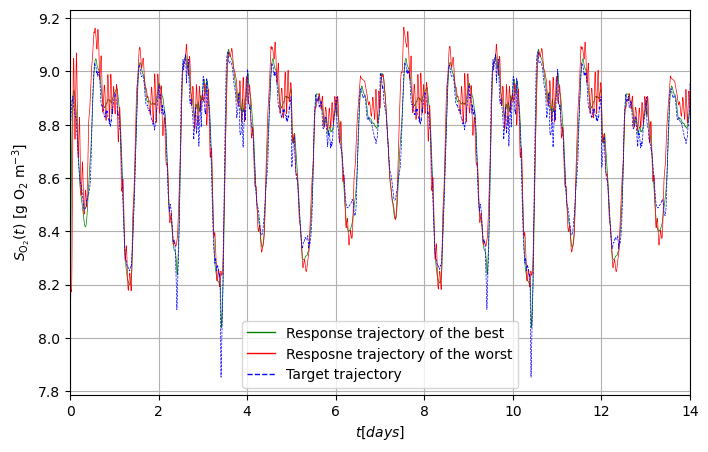 9.2
9.0
8.8
8.6
8.4
8.2
8.0
7.8
S_{O_2}(t) [g O_2 m^{-3}]
Response trajectory of the best
Resposne trajectory of the worst
Target trajectory
0 2 4 6 8 10 12 14
t[days]